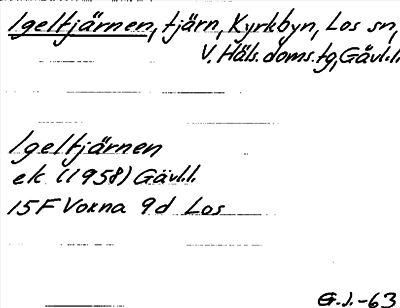 Igeltjärnen, tjärn, Kyrkbyn, Los sn,
V. Häls. doms.tg, Gävl.l.
Igeltjärnen
ek (1958) Gävl.l.
15F Voxna 9d Los
G.J.-63